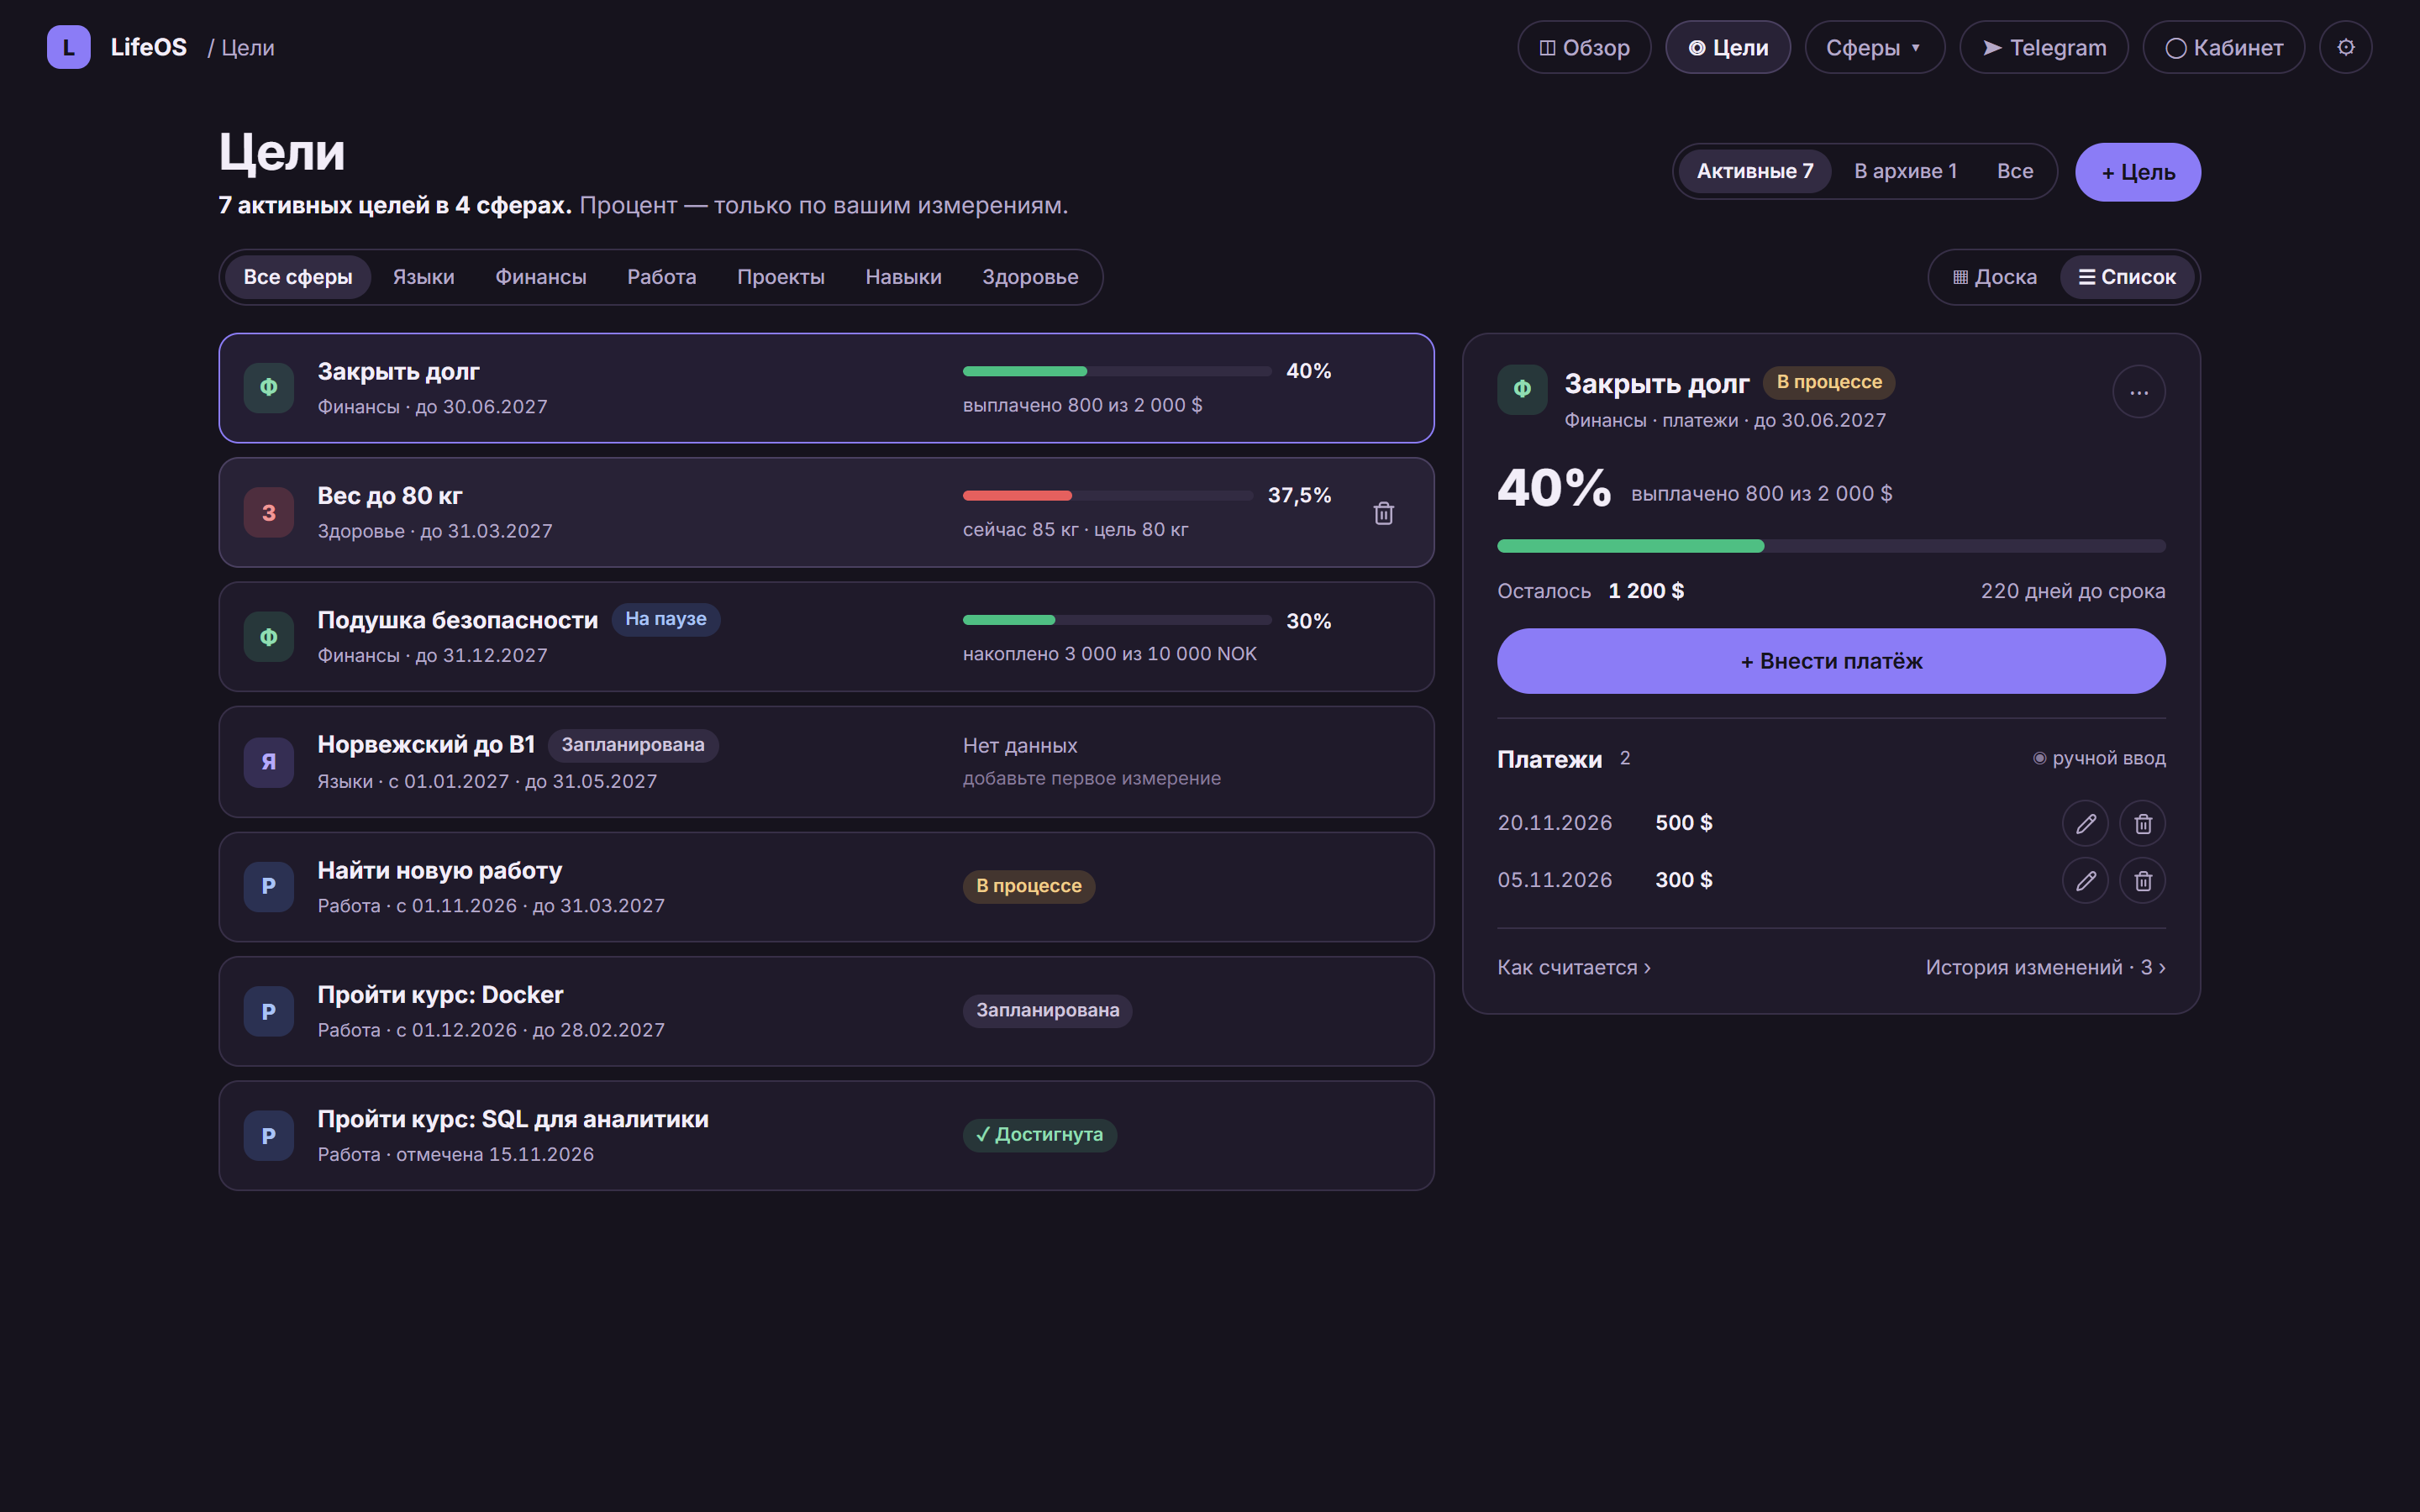 L LifeOS / Цели
Обзор
Цели
Сферы
Telegram
Кабинет
Цели
7 активных целей в 4 сферах. Процент — только по вашим измерениям.
Активные 7 В архиве 1 Все
+ Цель
Все сферы Языки Финансы Работа Проекты Навыки Здоровье
Доска Список
Ф
Закрыть долг
Финансы · до 30.06.2027
40%
выплачено 800 из 2 000 $
З
Вес до 80 кг
Здоровье · до 31.03.2027
37,5%
сейчас 85 кг · цель 80 кг
Ф
Подушка безопасности На паузе
Финансы · до 31.12.2027
30%
накоплено 3 000 из 10 000 NOK
Я
Норвежский до B1 Запланирована
Языки · с 01.01.2027 · до 31.05.2027
Нет данных
добавьте первое измерение
Р
Найти новую работу
Работа · с 01.11.2026 · до 31.03.2027
В процессе
Р
Пройти курс: Docker
Работа · с 01.12.2026 · до 28.02.2027
Запланирована
Р
Пройти курс: SQL для аналитики
Работа · отмечена 15.11.2026
✓ Достигнута
Ф
Закрыть долг В процессе
Финансы · платежи · до 30.06.2027
...
40% выплачено 800 из 2 000 $
Осталось 1 200 $ 220 дней до срока
+ Внести платёж
Платежи 2 ручной ввод
20.11.2026 500 $
05.11.2026 300 $
Как считается › История изменений · 3 ›